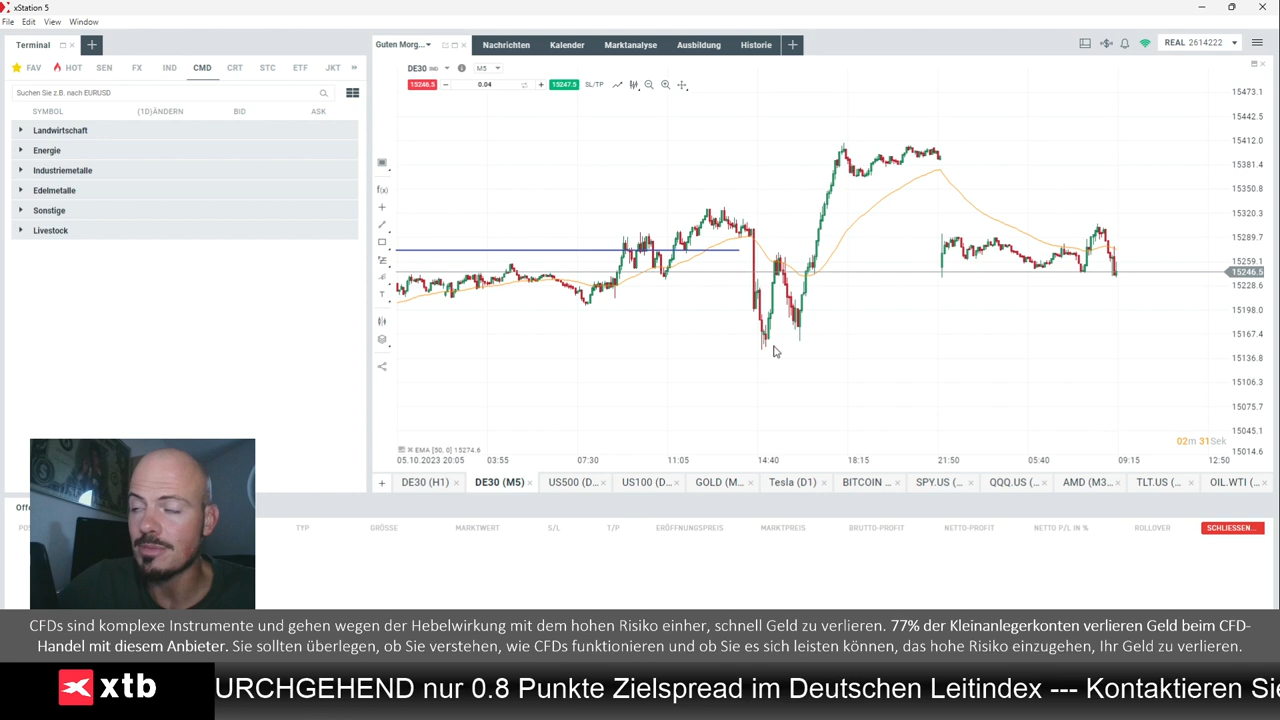 xStation 5
File Edit View Window
Terminal
Guten Morg...
Nachrichten Kalender Marktanalyse Ausbildung Historie
REAL 2614222
FAV HOT SEN FX IND CMD CRT STC ETF JKT
DE30 IND M5
15246.5 0.04 15247.5 SL/TP
Suchen Sie z.B. nach EURUSD
SYMBOL (1D)ÄNDERN BID ASK
Landwirtschaft
Energie
Industriemetalle
Edelmetalle
Sonstige
Livestock
15473.1
15442.5
15412.0
15381.4
15350.8
15320.3
15289.7
15259.1
15246.5
15228.6
15198.0
15167.4
15136.8
15106.3
15075.7
15045.1
15014.6
f(x)
T
02m 31Sek
EMA [50, 0] 15274.6
05.10.2023 20:05 03:55 07:30 11:05 14:40 18:15 21:50 05:40 09:15 12:50
DE30 (H1) DE30 (M5) US500 (D... US100 (D... GOLD (M... Tesla (D1) BITCOIN ... SPY.US (... QQQ.US (... AMD (M3... TLT.US (... OIL.WTI (...
TYP GRÖSSE MARKTWERT S/L T/P ERÖFFNUNGSPREIS MARKTPREIS BRUTTO-PROFIT NETTO-PROFIT NETTO P/L IN % ROLLOVER SCHLIESSEN...
CFDs sind komplexe Instrumente und gehen wegen der Hebelwirkung mit dem hohen Risiko einher, schnell Geld zu verlieren. 77% der Kleinanlegerkonten verlieren Geld beim CFD-
Handel mit diesem Anbieter. Sie sollten überlegen, ob Sie verstehen, wie CFDs funktionieren und ob Sie es sich leisten können, das hohe Risiko einzugehen, Ihr Geld zu verlieren.
xtb
URCHGEHEND nur 0.8 Punkte Zielspread im Deutschen Leitindex --- Kontaktieren Sie